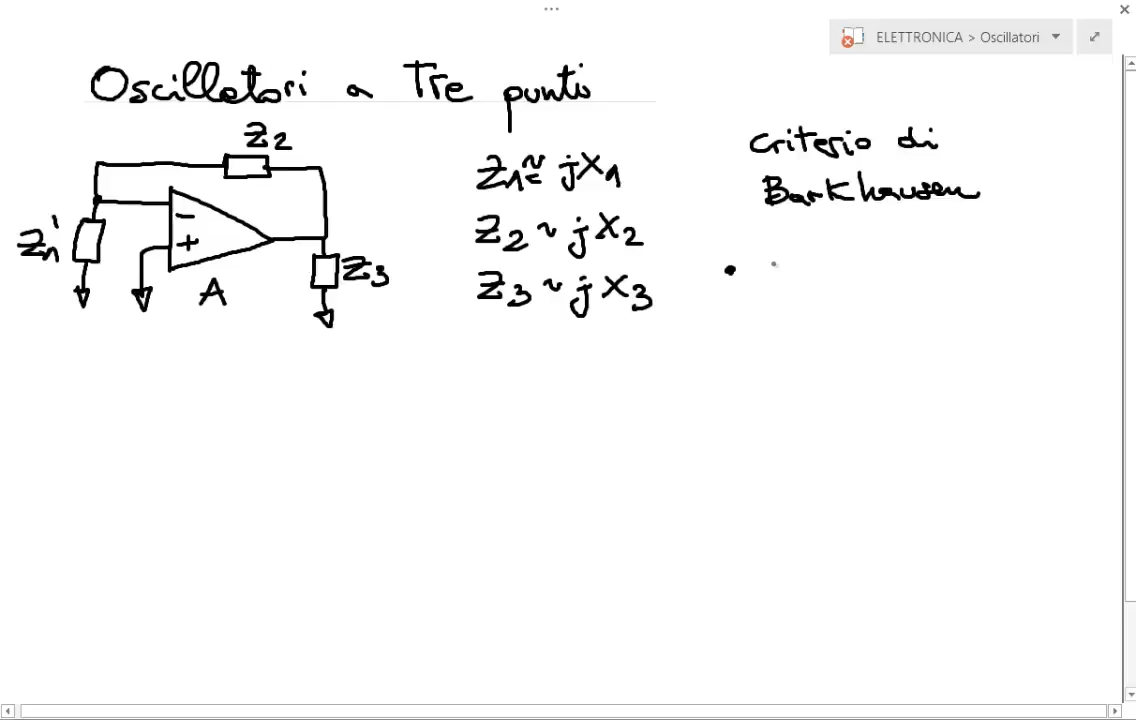 ELETTRONICA > Oscillatori
Oscillatori a Tre punti
Z2
Z1'
-
+
A
Z3
Z1 ≃ jX1
Z2 ~ jX2
Z3 ~ jX3
Criterio di
Barkhausen